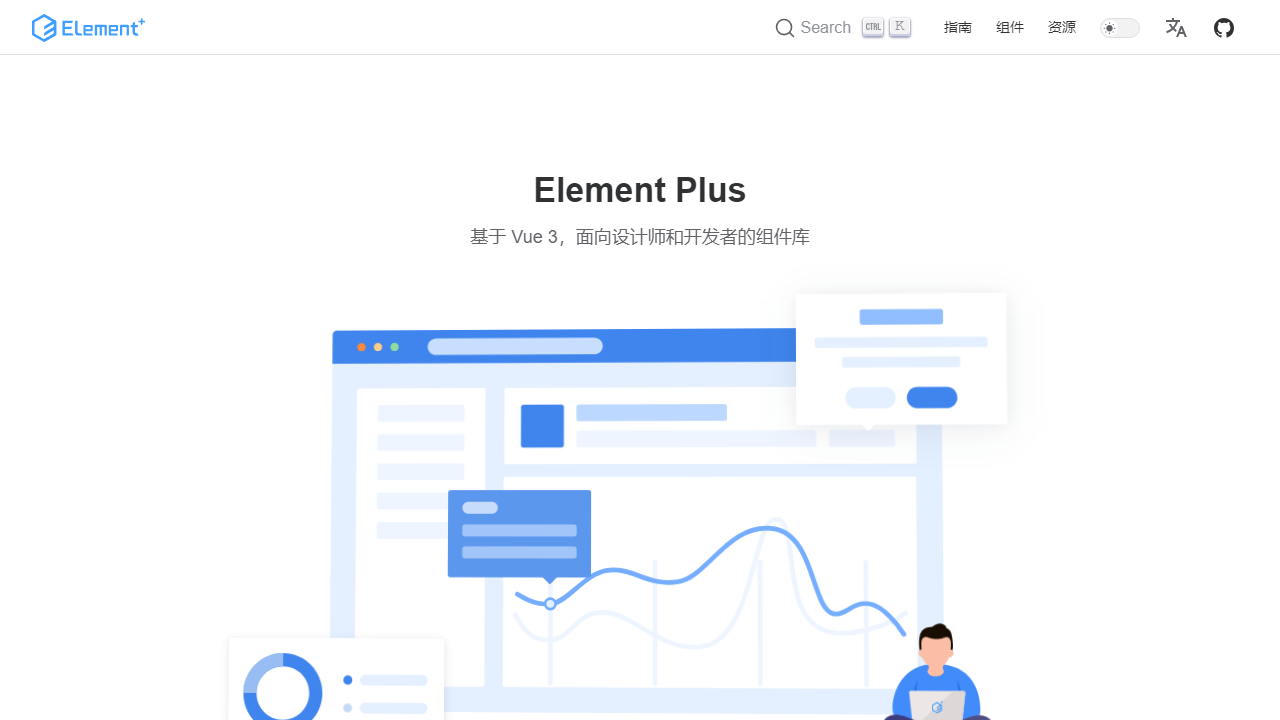 Element+
Search CTRL K
指南
组件
资源
Element Plus
基于 Vue 3，面向设计师和开发者的组件库